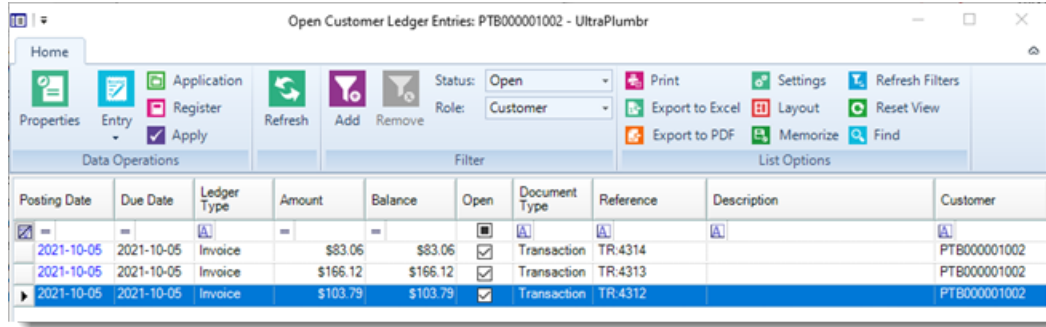 Open Customer Ledger Entries: PTB000001002 - UltraPlumbr
Home
Properties
Entry
Application
Register
Apply
Data Operations
Refresh
Add
Remove
Status: Open
Role: Customer
Filter
Print
Export to Excel
Export to PDF
Settings
Layout
Memorize
Refresh Filters
Reset View
Find
List Options
Posting Date Due Date Ledger Type Amount Balance Open Document Type Reference Description Customer
= = A = = A A A A
2021-10-05 2021-10-05 Invoice $83.06 $83.06 Transaction TR:4314 PTB000001002
2021-10-05 2021-10-05 Invoice $166.12 $166.12 Transaction TR:4313 PTB000001002
2021-10-05 2021-10-05 Invoice $103.79 $103.79 Transaction TR:4312 PTB000001002